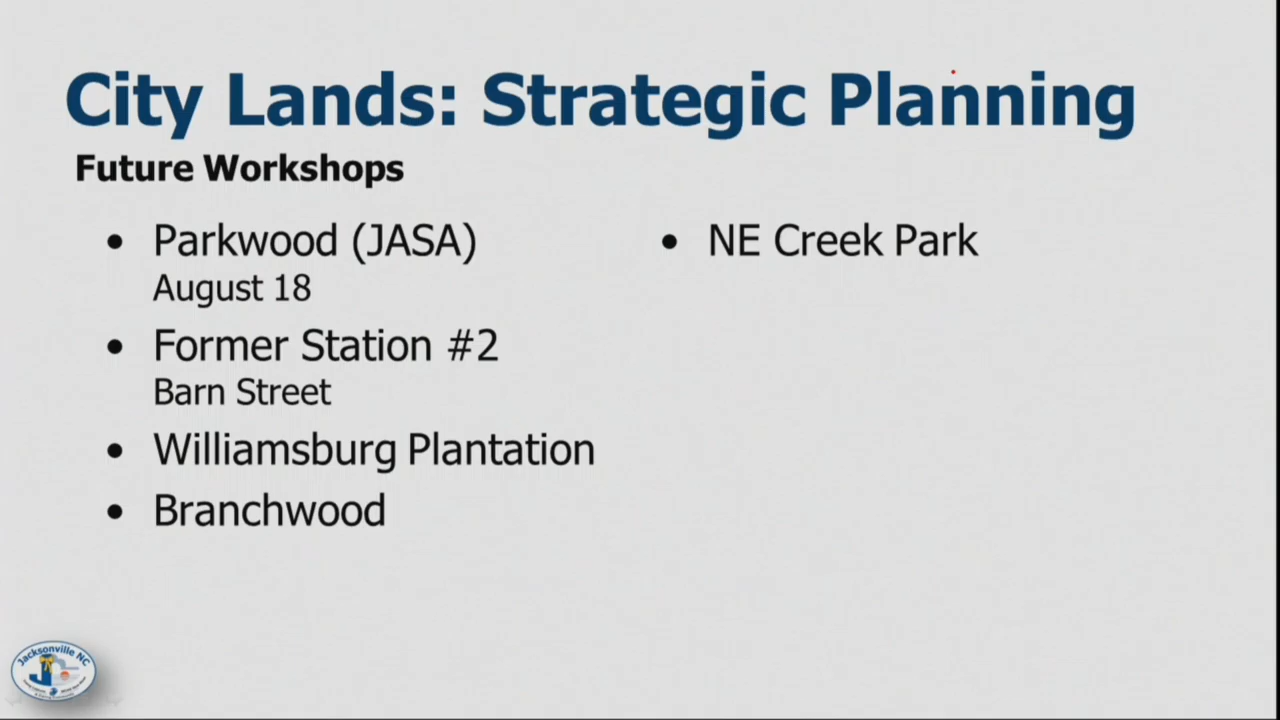 City Lands: Strategic Planning
Future Workshops
• Parkwood (JASA)
August 18
• Former Station #2
Barn Street
• Williamsburg Plantation
• Branchwood
• NE Creek Park
Jacksonville NC